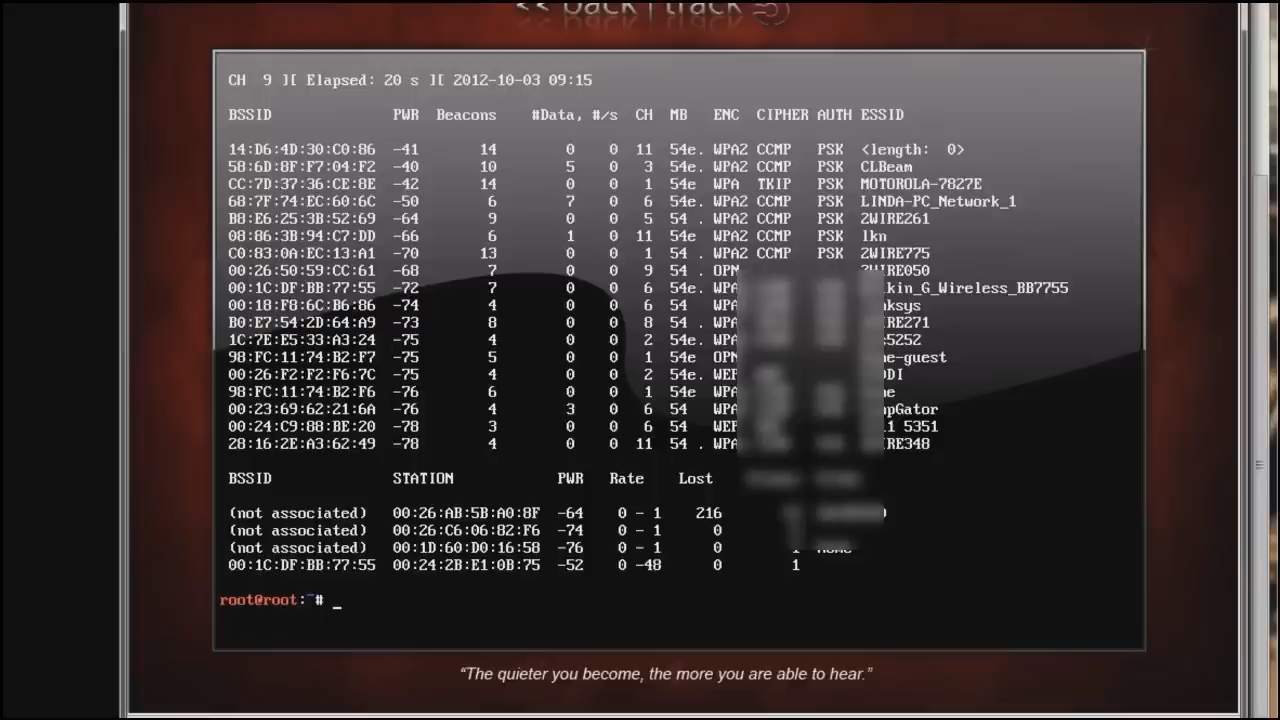 << back | track
CH 9 ][ Elapsed: 20 s ][ 2012-10-03 09:15
BSSID PWR Beacons #Data, #/s CH MB ENC CIPHER AUTH ESSID
14:D6:4D:30:C0:86 -41 14 0 0 11 54e. WPA2 CCMP PSK <length: 0>
58:6D:8F:F7:04:F2 -40 10 5 0 3 54e. WPA2 CCMP PSK CLBeam
CC:7D:37:36:CE:8E -42 14 0 0 1 54e WPA TKIP PSK MOTOROLA-7827E
68:7F:74:EC:60:6C -50 6 7 0 6 54e. WPA2 CCMP PSK LINDA-PC_Network_1
B8:E6:25:3B:52:69 -64 9 0 0 5 54 . WPA2 CCMP PSK 2WIRE261
08:86:3B:94:C7:DD -66 6 1 0 11 54e WPA2 CCMP PSK lkn
C0:83:0A:EC:13:A1 -70 13 0 0 1 54 . WPA2 CCMP PSK 2WIRE775
00:26:50:59:CC:61 -68 7 0 0 9 54 . OPN 2WIRE050
00:1C:DF:BB:77:55 -72 7 0 0 6 54e. WPA lkin_G_Wireless_BB7755
00:18:F8:6C:B6:86 -74 4 0 0 6 54 WPA nksys
B0:E7:54:2D:64:A9 -73 8 0 0 8 54 . WPA IRE271
1C:7E:E5:33:A3:24 -75 4 0 0 2 54e. WPA s5252
98:FC:11:74:B2:F7 -75 5 0 0 1 54e OPN me-guest
00:26:F2:F2:F6:7C -75 4 0 0 2 54e. WEP DI
98:FC:11:74:B2:F6 -76 6 0 0 1 54e WPA me
00:23:69:62:21:6A -76 4 3 0 6 54 WPA mpGator
00:24:C9:88:BE:20 -78 3 0 0 6 54 WEP l1 5351
28:16:2E:A3:62:49 -78 4 0 0 11 54 . WPA IRE348
BSSID STATION PWR Rate Lost
(not associated) 00:26:AB:5B:A0:8F -64 0 - 1 216
(not associated) 00:26:C6:06:82:F6 -74 0 - 1 0
(not associated) 00:1D:60:D0:16:58 -76 0 - 1 0 1
00:1C:DF:BB:77:55 00:24:2B:E1:0B:75 -52 0 -48 0 1
root@root:~# _
“The quieter you become, the more you are able to hear.”